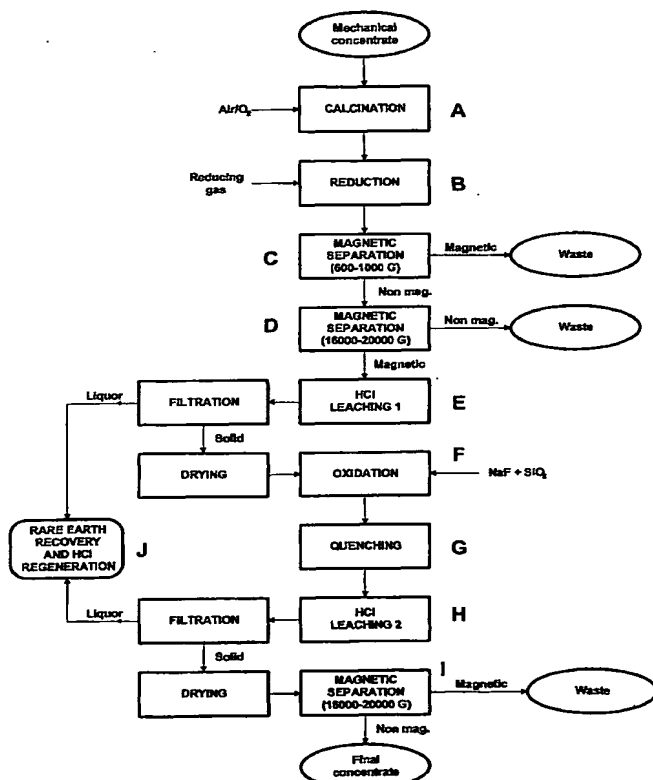 Mechanical
concentrate
Air/O2
CALCINATION
A
Reducing
gas
REDUCTION
B
C
MAGNETIC
SEPARATION
(600-1000 G)
Magnetic
Waste
Non mag.
D
MAGNETIC
SEPARATION
(16000-20000 G)
Non mag.
Waste
Magnetic
Liquor
FILTRATION
HCl
LEACHING 1
E
Solid
F
DRYING
OXIDATION
NaF + SiO2
RARE EARTH
RECOVERY
AND HCl
REGENERATION
J
QUENCHING
G
Liquor
FILTRATION
HCl
LEACHING 2
H
Solid
I
DRYING
MAGNETIC
SEPARATION
(16000-20000 G)
Magnetic
Waste
Non mag.
Final
concentrate